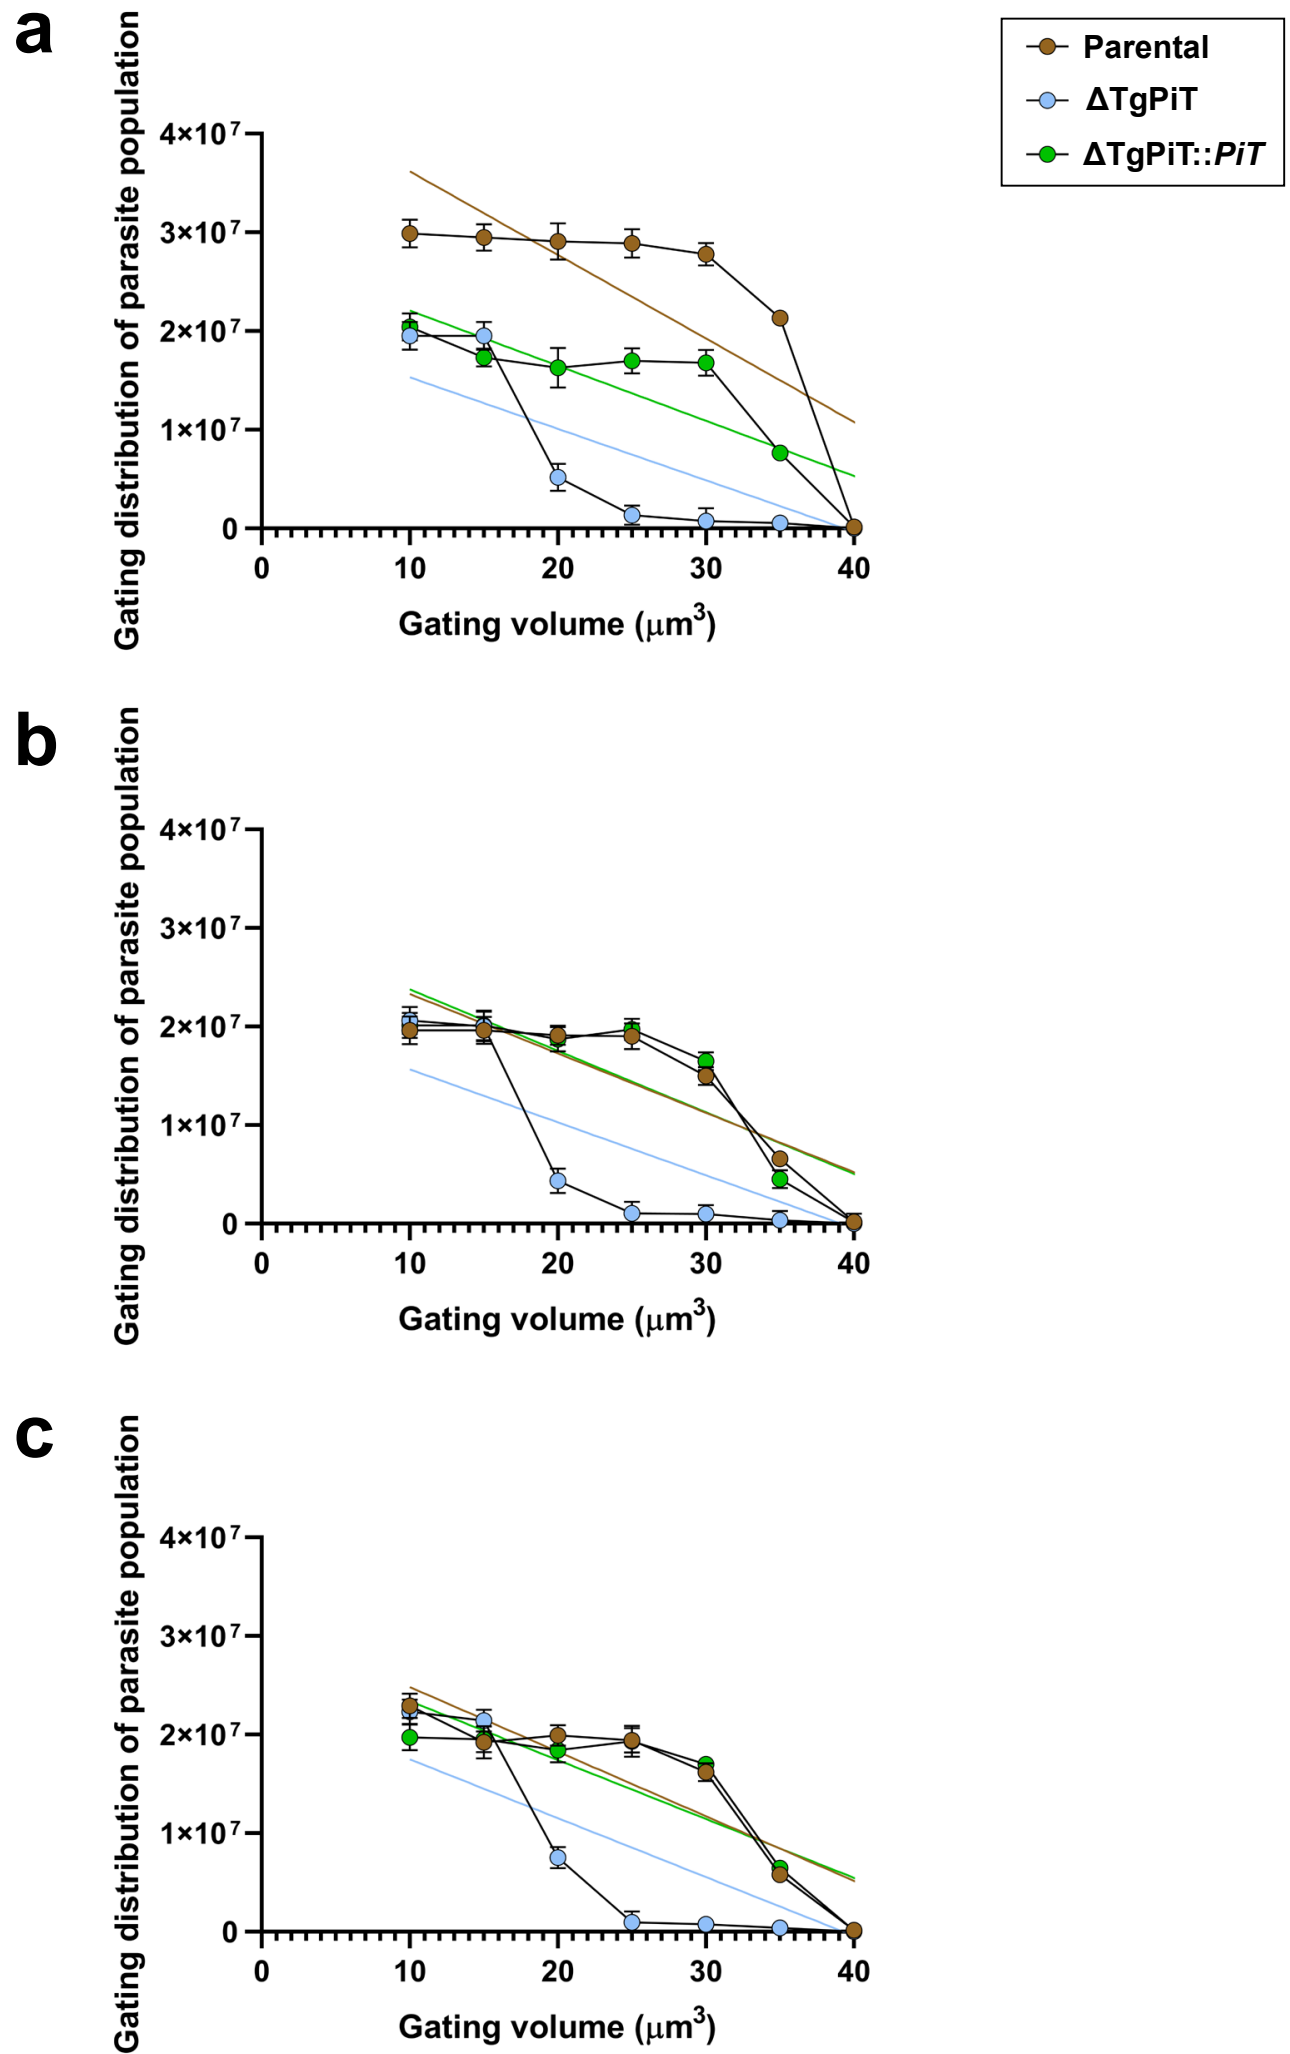 a
Parental
ΔTgPiT
ΔTgPiT::PiT
Gating distribution of parasite population
4×10⁷
3×10⁷
2×10⁷
1×10⁷
0
0 10 20 30 40
Gating volume (μm³)
b
Gating distribution of parasite population
4×10⁷
3×10⁷
2×10⁷
1×10⁷
0
0 10 20 30 40
Gating volume (μm³)
c
Gating distribution of parasite population
4×10⁷
3×10⁷
2×10⁷
1×10⁷
0
0 10 20 30 40
Gating volume (μm³)